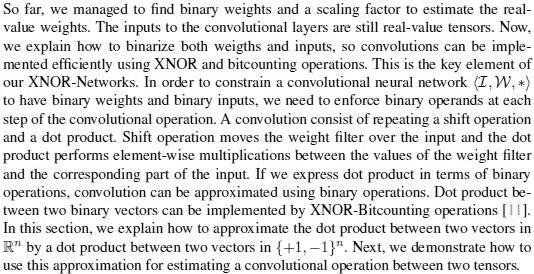 So far, we managed to find binary weights and a scaling factor to estimate the real-
value weights. The inputs to the convolutional layers are still real-value tensors. Now,
we explain how to binarize both weigths and inputs, so convolutions can be imple-
mented efficiently using XNOR and bitcounting operations. This is the key element of
our XNOR-Networks. In order to constrain a convolutional neural network ⟨𝓘, 𝓦, ∗⟩
to have binary weights and binary inputs, we need to enforce binary operands at each
step of the convolutional operation. A convolution consist of repeating a shift operation
and a dot product. Shift operation moves the weight filter over the input and the dot
product performs element-wise multiplications between the values of the weight filter
and the corresponding part of the input. If we express dot product in terms of binary
operations, convolution can be approximated using binary operations. Dot product be-
tween two binary vectors can be implemented by XNOR-Bitcounting operations [11].
In this section, we explain how to approximate the dot product between two vectors in
ℝⁿ by a dot product between two vectors in {+1, −1}ⁿ. Next, we demonstrate how to
use this approximation for estimating a convolutional operation between two tensors.